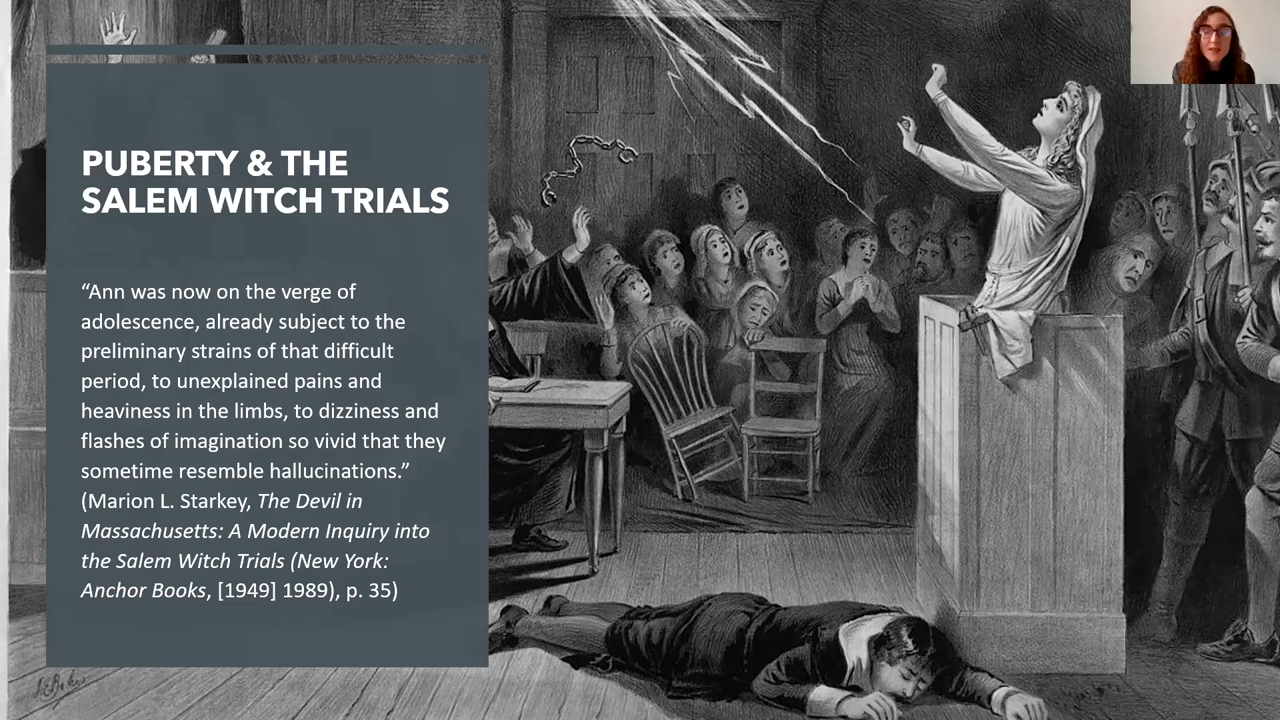 PUBERTY & THE
SALEM WITCH TRIALS
“Ann was now on the verge of
adolescence, already subject to the
preliminary strains of that difficult
period, to unexplained pains and
heaviness in the limbs, to dizziness and
flashes of imagination so vivid that they
sometime resemble hallucinations.”
(Marion L. Starkey, The Devil in
Massachusetts: A Modern Inquiry into
the Salem Witch Trials (New York:
Anchor Books, [1949] 1989), p. 35)